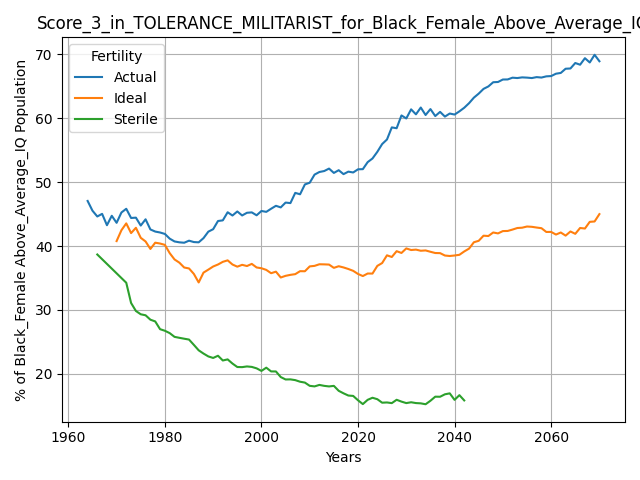 Score_3_in_TOLERANCE_MILITARIST_for_Black_Female_Above_Average_IQ
Fertility
Actual
Ideal
Sterile
% of Black_Female Above_Average_IQ Population
70
60
50
40
30
20
1960 1980 2000 2020 2040 2060
Years